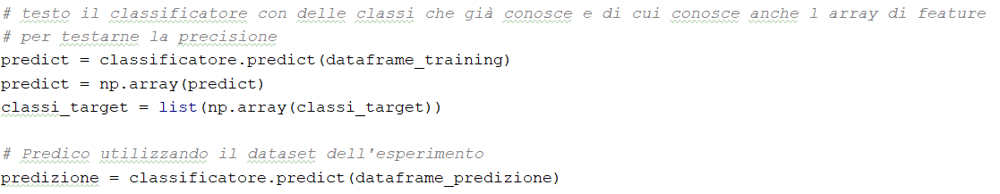 # testo il classificatore con delle classi che già conosce e di cui conosce anche l array di feature
# per testarne la precisione
predict = classificatore.predict(dataframe_training)
predict = np.array(predict)
classi_target = list(np.array(classi_target))
# Predico utilizzando il dataset dell'esperimento
predizione = classificatore.predict(dataframe_predizione)